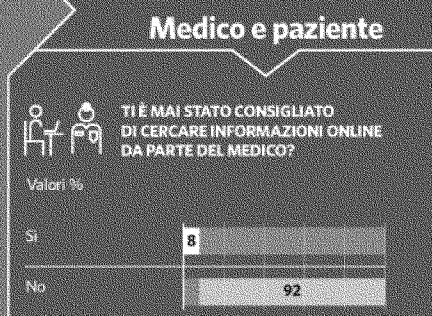 Medico e paziente
TI È MAI STATO CONSIGLIATO
DI CERCARE INFORMAZIONI ONLINE
DA PARTE DEL MEDICO?
Valori %
Sì
8
No
92